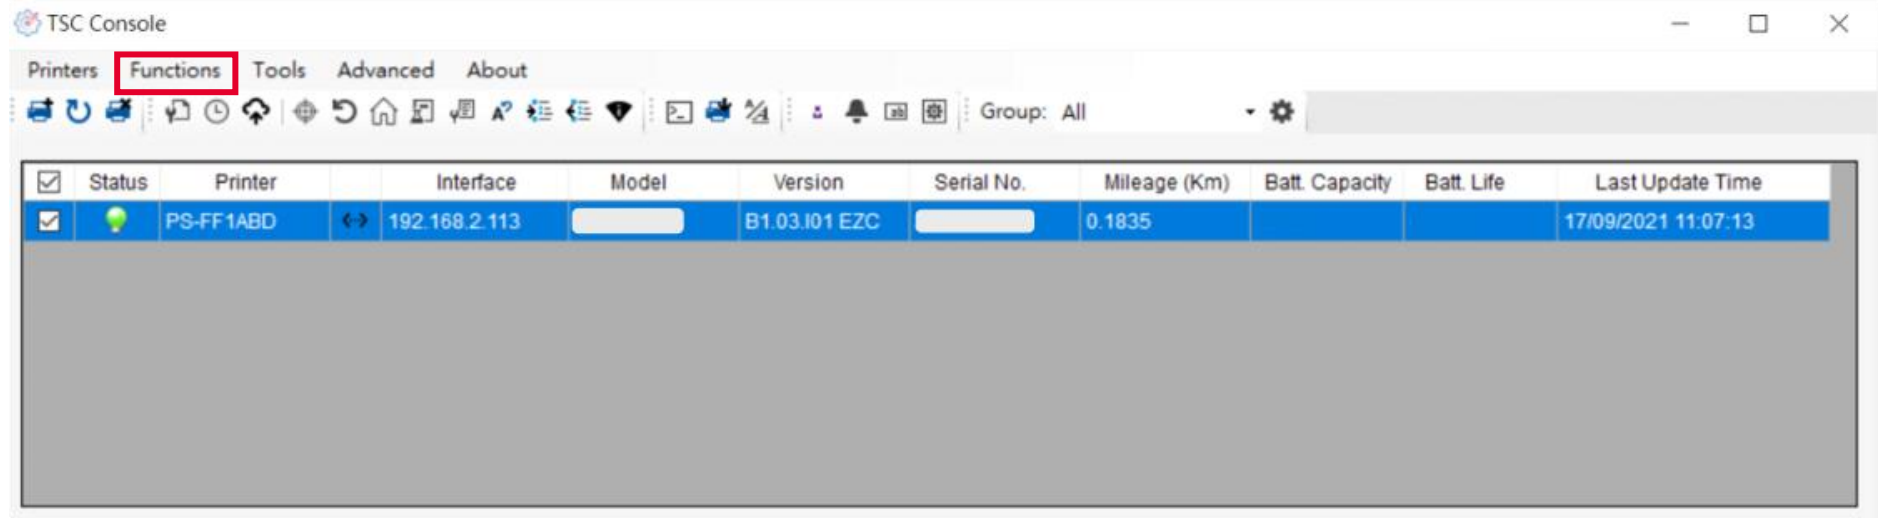 TSC Console
Printers Functions Tools Advanced About
Group: All
Status Printer Interface Model Version Serial No. Mileage (Km) Batt. Capacity Batt. Life Last Update Time
PS-FF1ABD 192.168.2.113 B1.03.I01 EZC 0.1835 17/09/2021 11:07:13